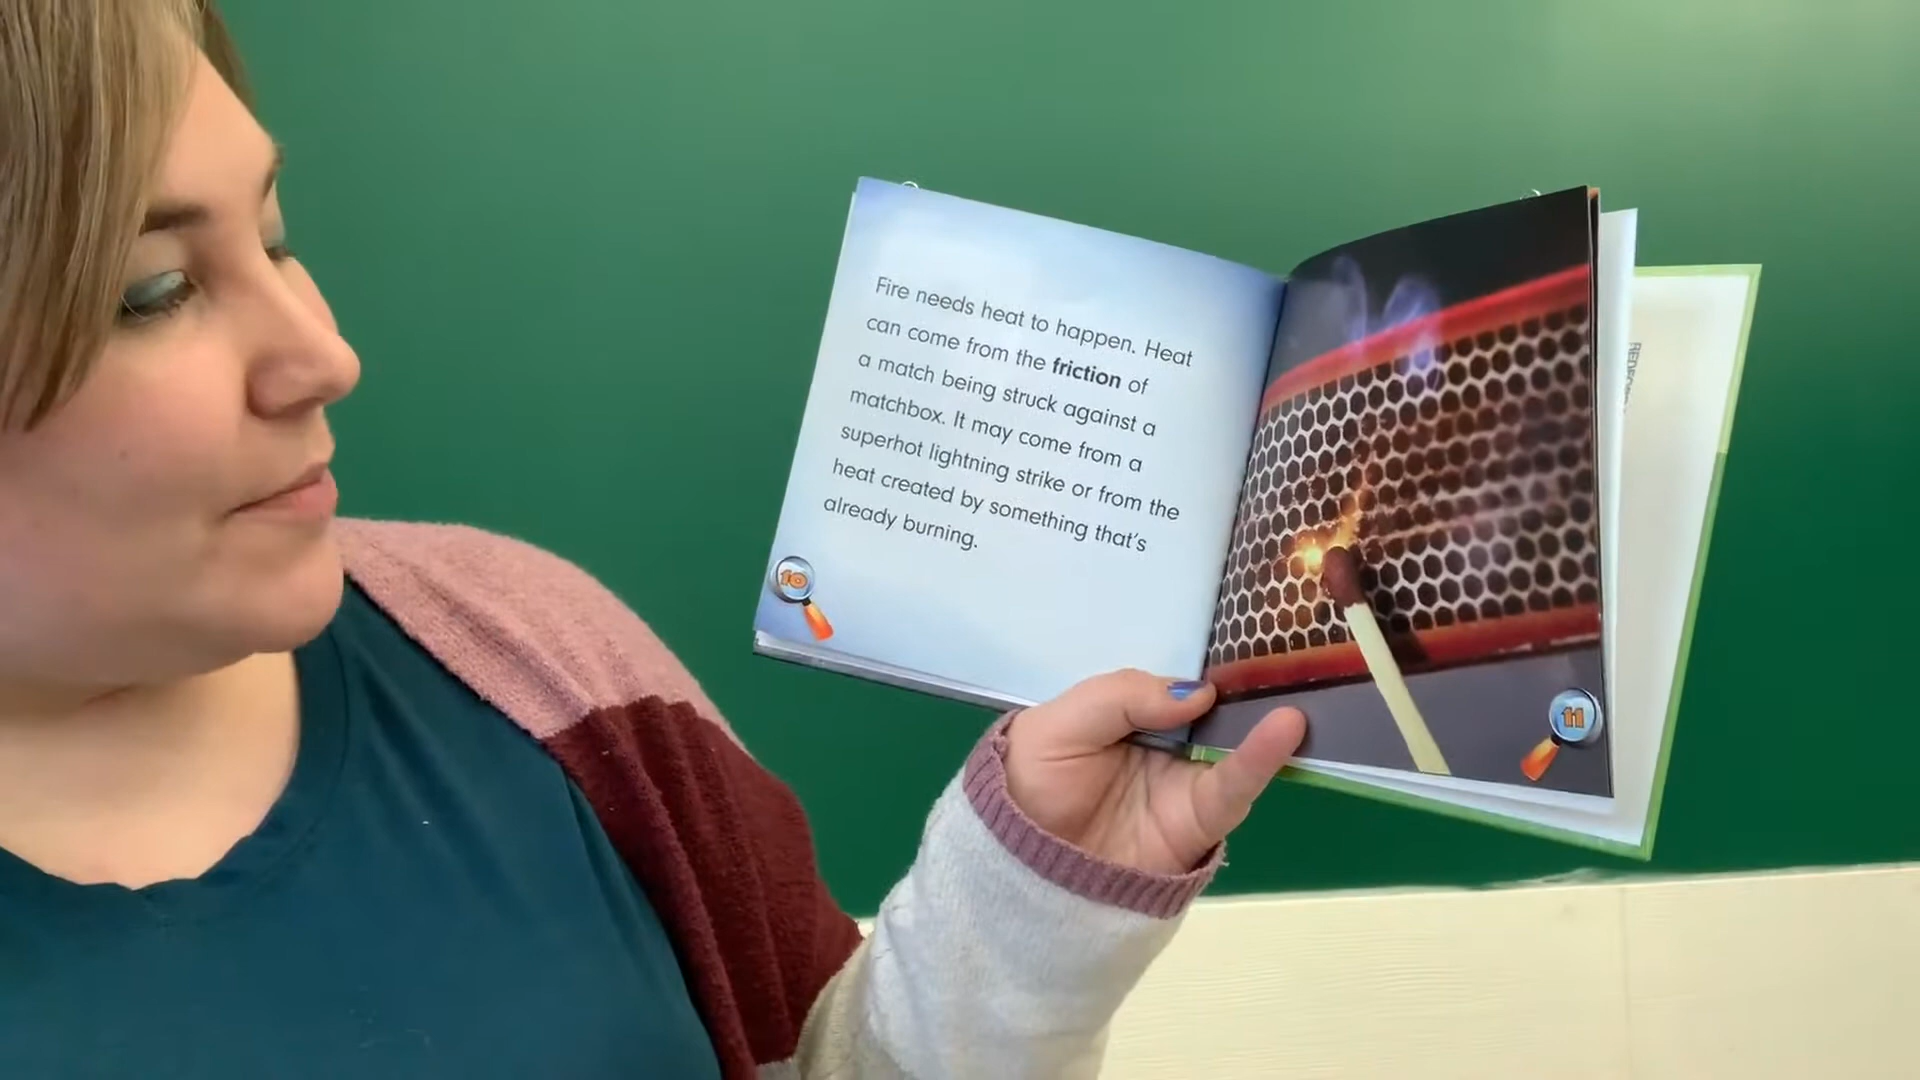 Fire needs heat to happen. Heat
can come from the friction of
a match being struck against a
matchbox. It may come from a
superhot lightning strike or from the
heat created by something that's
already burning.
10
11